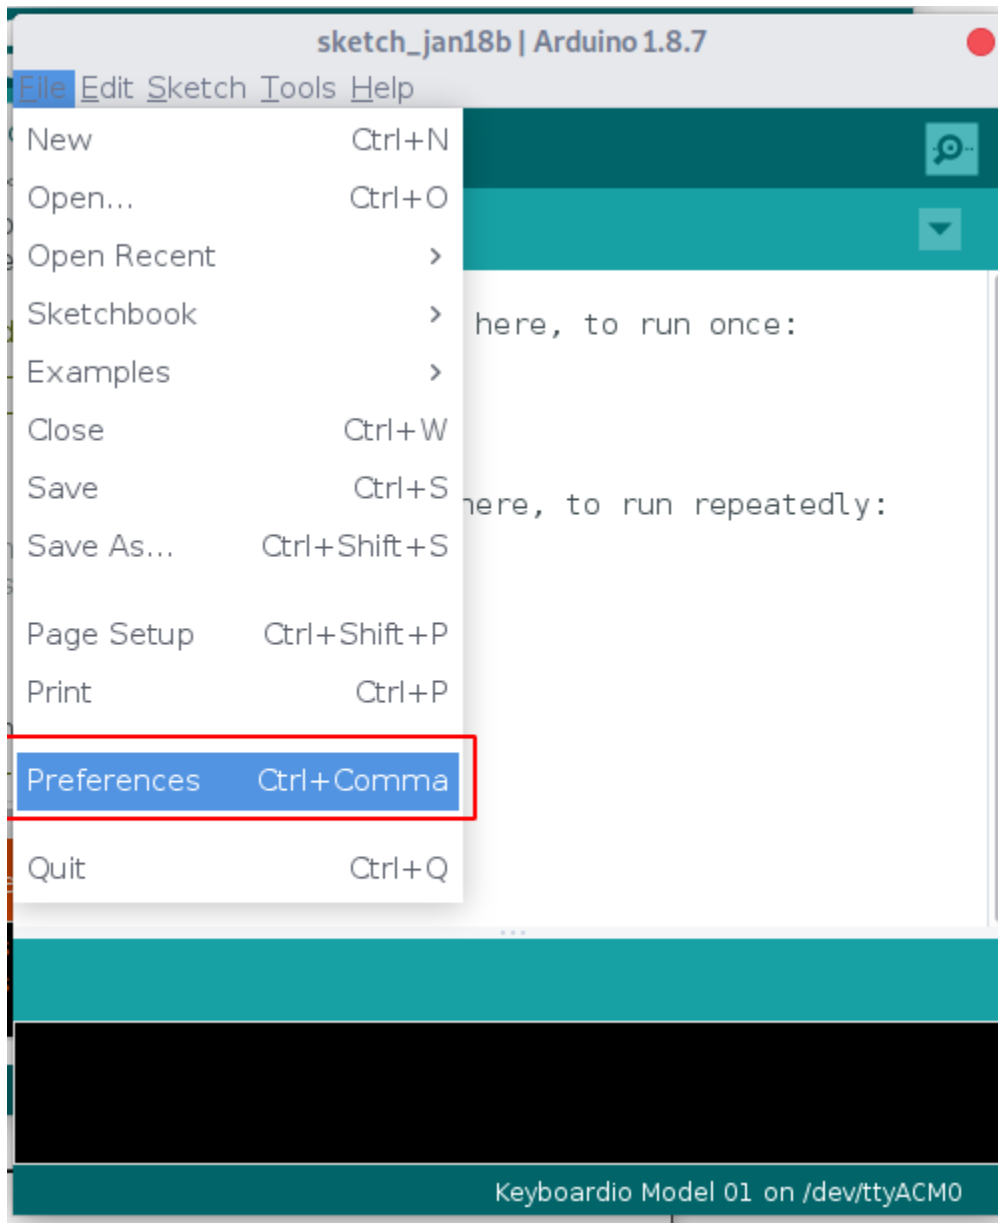 sketch_jan18b | Arduino 1.8.7
File Edit Sketch Tools Help
New Ctrl+N
Open... Ctrl+O
Open Recent >
Sketchbook >
Examples >
Close Ctrl+W
Save Ctrl+S
Save As... Ctrl+Shift+S
Page Setup Ctrl+Shift+P
Print Ctrl+P
Preferences Ctrl+Comma
Quit Ctrl+Q
here, to run once:
here, to run repeatedly:
Keyboardio Model 01 on /dev/ttyACM0